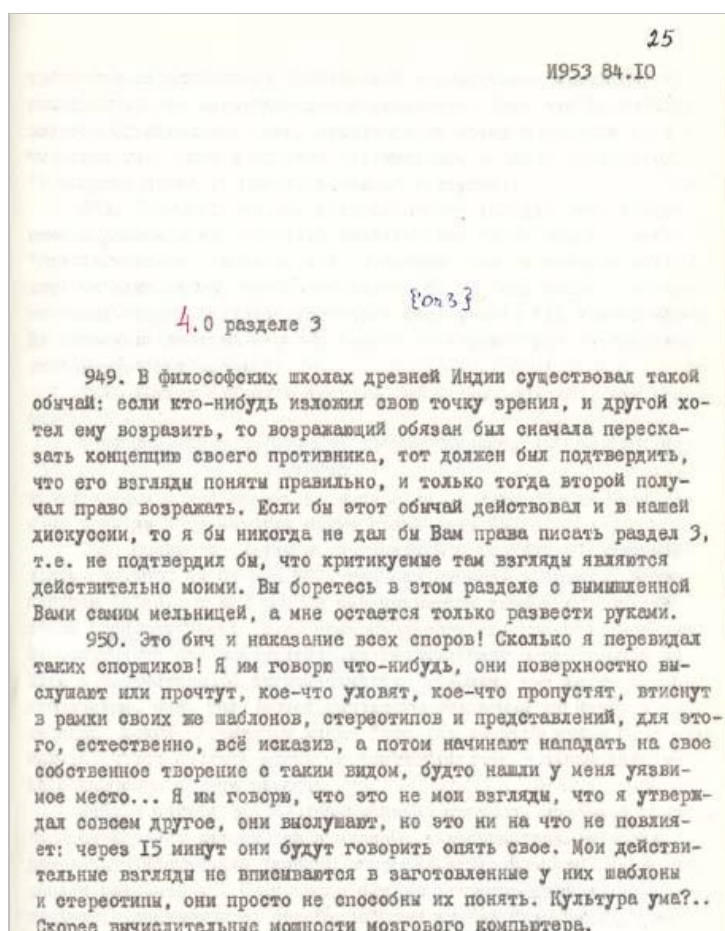 25
И953 84.IO
{оп3}
4.О разделе 3
949. В философских школах древней Индии существовал такой
обычай: если кто-нибудь изложил свою точку зрения, и другой хо-
тел ему возразить, то возражающий обязан был сначала переска-
зать концепцию своего противника, тот должен был подтвердить,
что его взгляды поняты правильно, и только тогда второй полу-
чал право возражать. Если бы этот обычай действовал и в нашей
дискуссии, то я бы никогда не дал бы Вам права писать раздел 3,
т.е. не подтвердил бы, что критикуемые там взгляды являются
действительно моими. Вы боретесь в этом разделе с вымышленной
Вами самим мельницей, а мне остается только развести руками.
950. Это бич и наказание всех споров! Сколько я перевидал
таких спорщиков! Я им говорю что-нибудь, они поверхностно вы-
слушают или прочтут, кое-что уловят, кое-что пропустят, втиснут
в рамки своих же шаблонов, стереотипов и представлений, для это-
го, естественно, всё исказив, а потом начинают нападать на свое
собственное творение с таким видом, будто нашли у меня уязви-
мое место... Я им говорю, что это не мои взгляды, что я утверж-
дал совсем другое, они выслушают, но это ни на что не повлия-
ет: через I5 минут они будут говорить опять свое. Мои действи-
тельные взгляды не вписываются в заготовленные у них шаблоны
и стереотипы, они просто не способны их понять. Культура ума?..
Скорее вычислительные мощности мозгового компьютера.